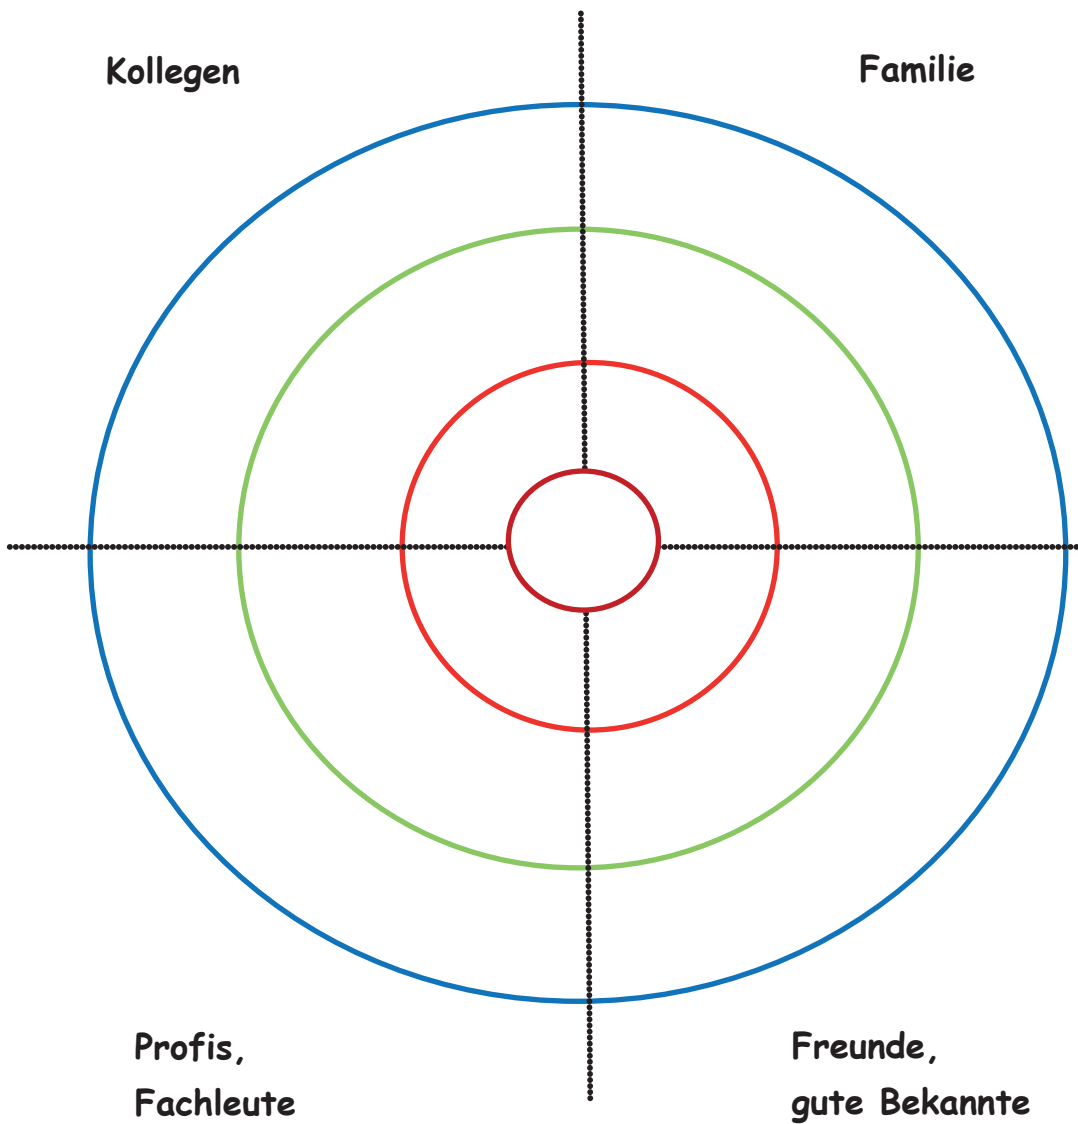 Kollegen
Familie
Profis,
Fachleute
Freunde,
gute Bekannte